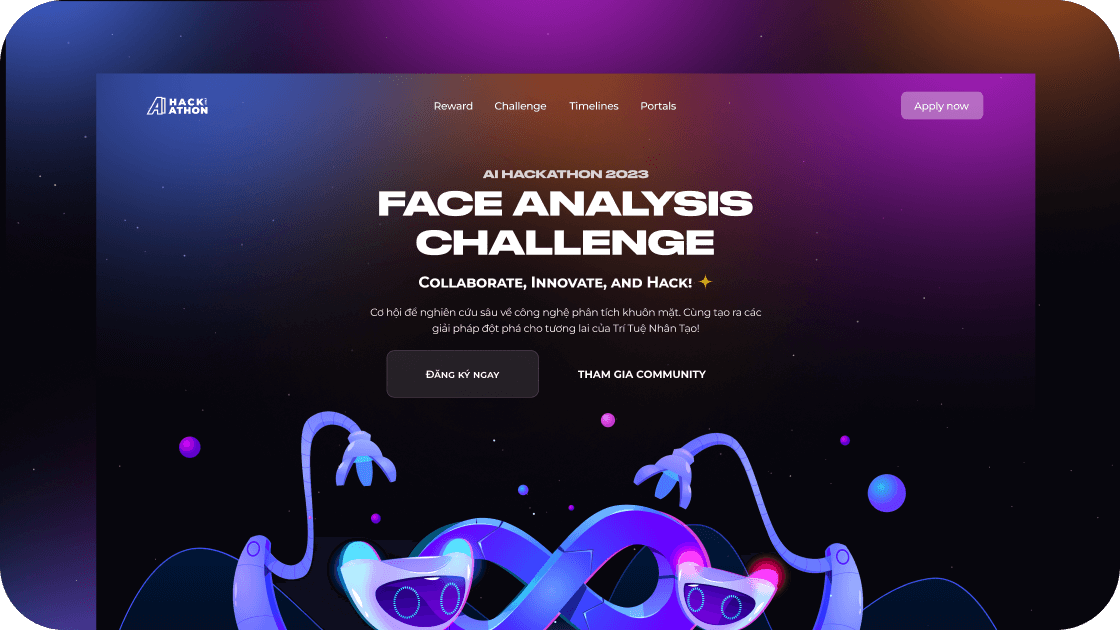 AI HACK
ATHON
Reward
Challenge
Timelines
Portals
Apply now
AI HACKATHON 2023
FACE ANALYSIS
CHALLENGE
Collaborate, Innovate, and Hack!
Cơ hội để nghiên cứu sâu về công nghệ phân tích khuôn mặt. Cùng tạo ra các
giải pháp đột phá cho tương lai của Trí Tuệ Nhân Tạo!
ĐĂNG KÝ NGAY
THAM GIA COMMUNITY